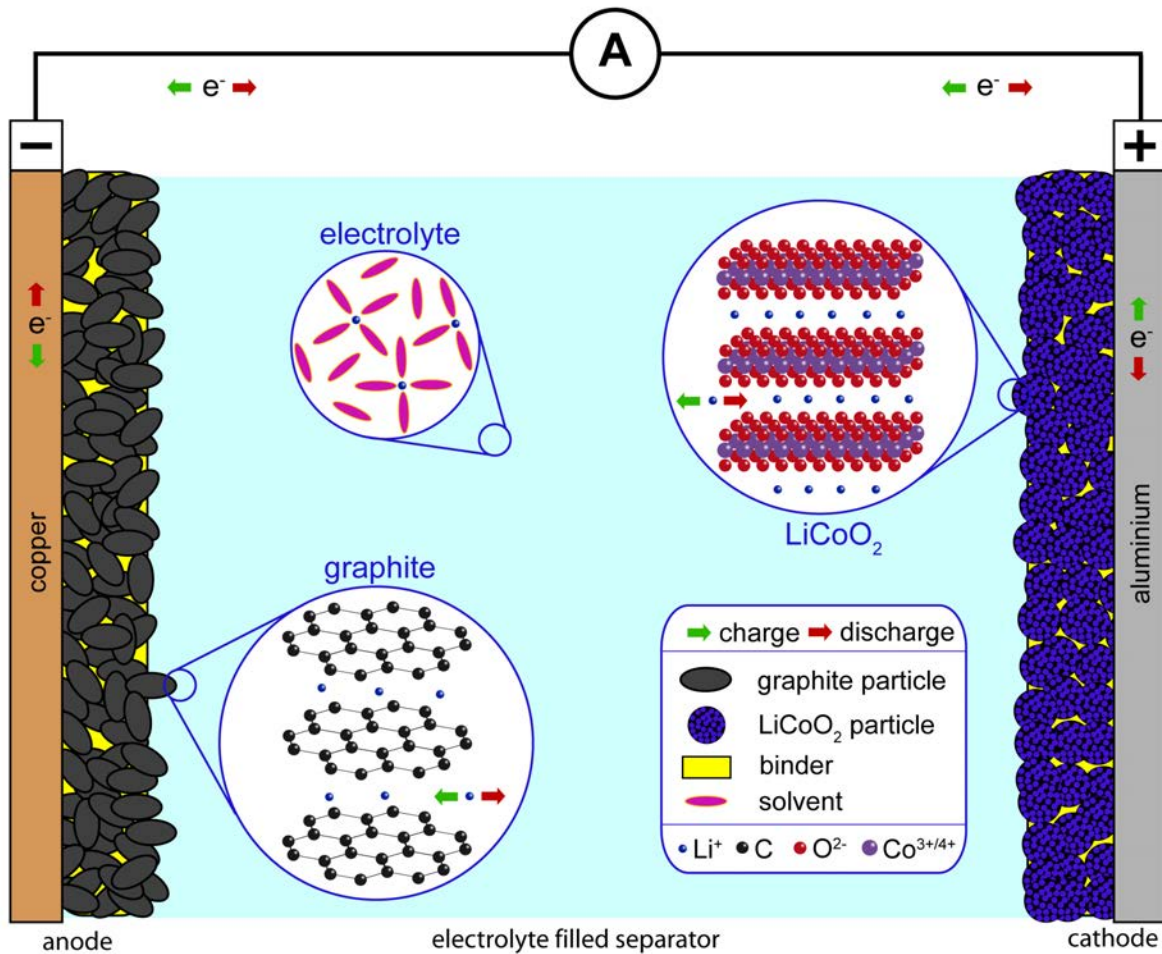 A
e-
e-
−
+
electrolyte
e-
e-
LiCoO2
copper
aluminium
graphite
charge
discharge
graphite particle
LiCoO2 particle
binder
solvent
Li+
C
O2-
Co3+/4+
anode
electrolyte filled separator
cathode